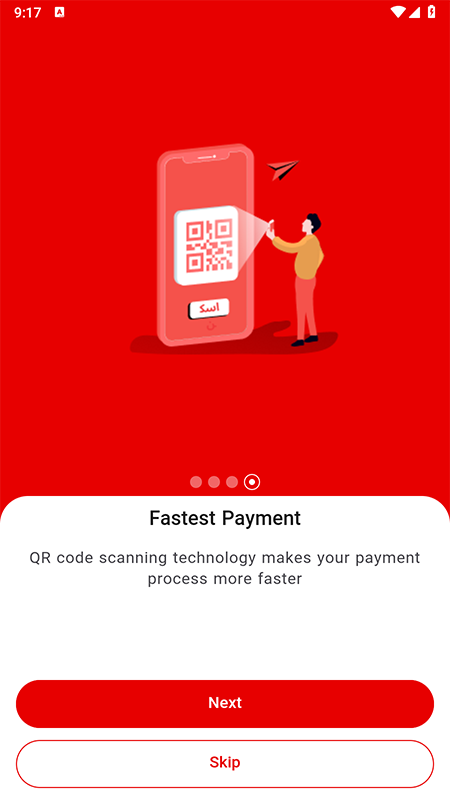 9:17
اسک
Fastest Payment
QR code scanning technology makes your payment
process more faster
Next
Skip